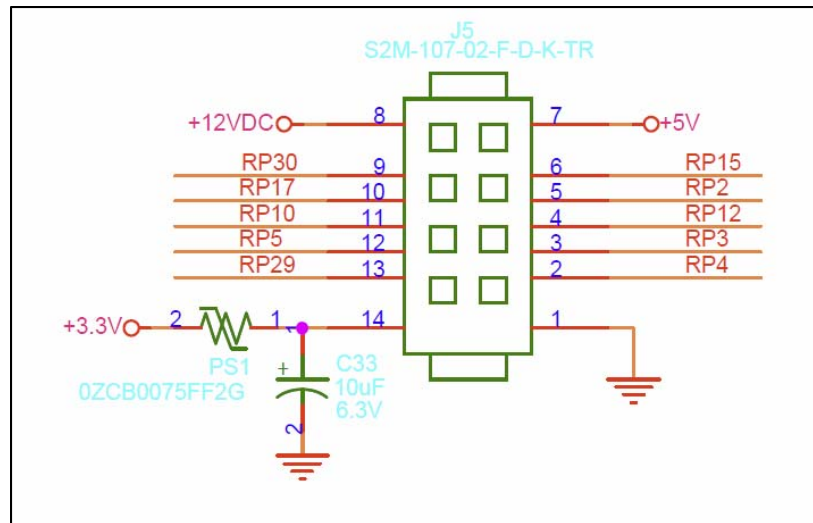 J5
S2M-107-02-F-D-K-TR
+12VDC 8 7 +5V
RP30 9 6 RP15
RP17 10 5 RP2
RP10 11 4 RP12
RP5 12 3 RP3
RP29 13 2 RP4
+3.3V 2 1 1 14 1
PS1 C33
0ZCB0075FF2G 10uF
6.3V
2